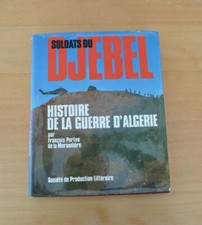 SOLDATS DU
DJEBEL
HISTOIRE
DE LA GUERRE D'ALGERIE
par
François Porteu
de la Morandière
Société de Production Littéraire